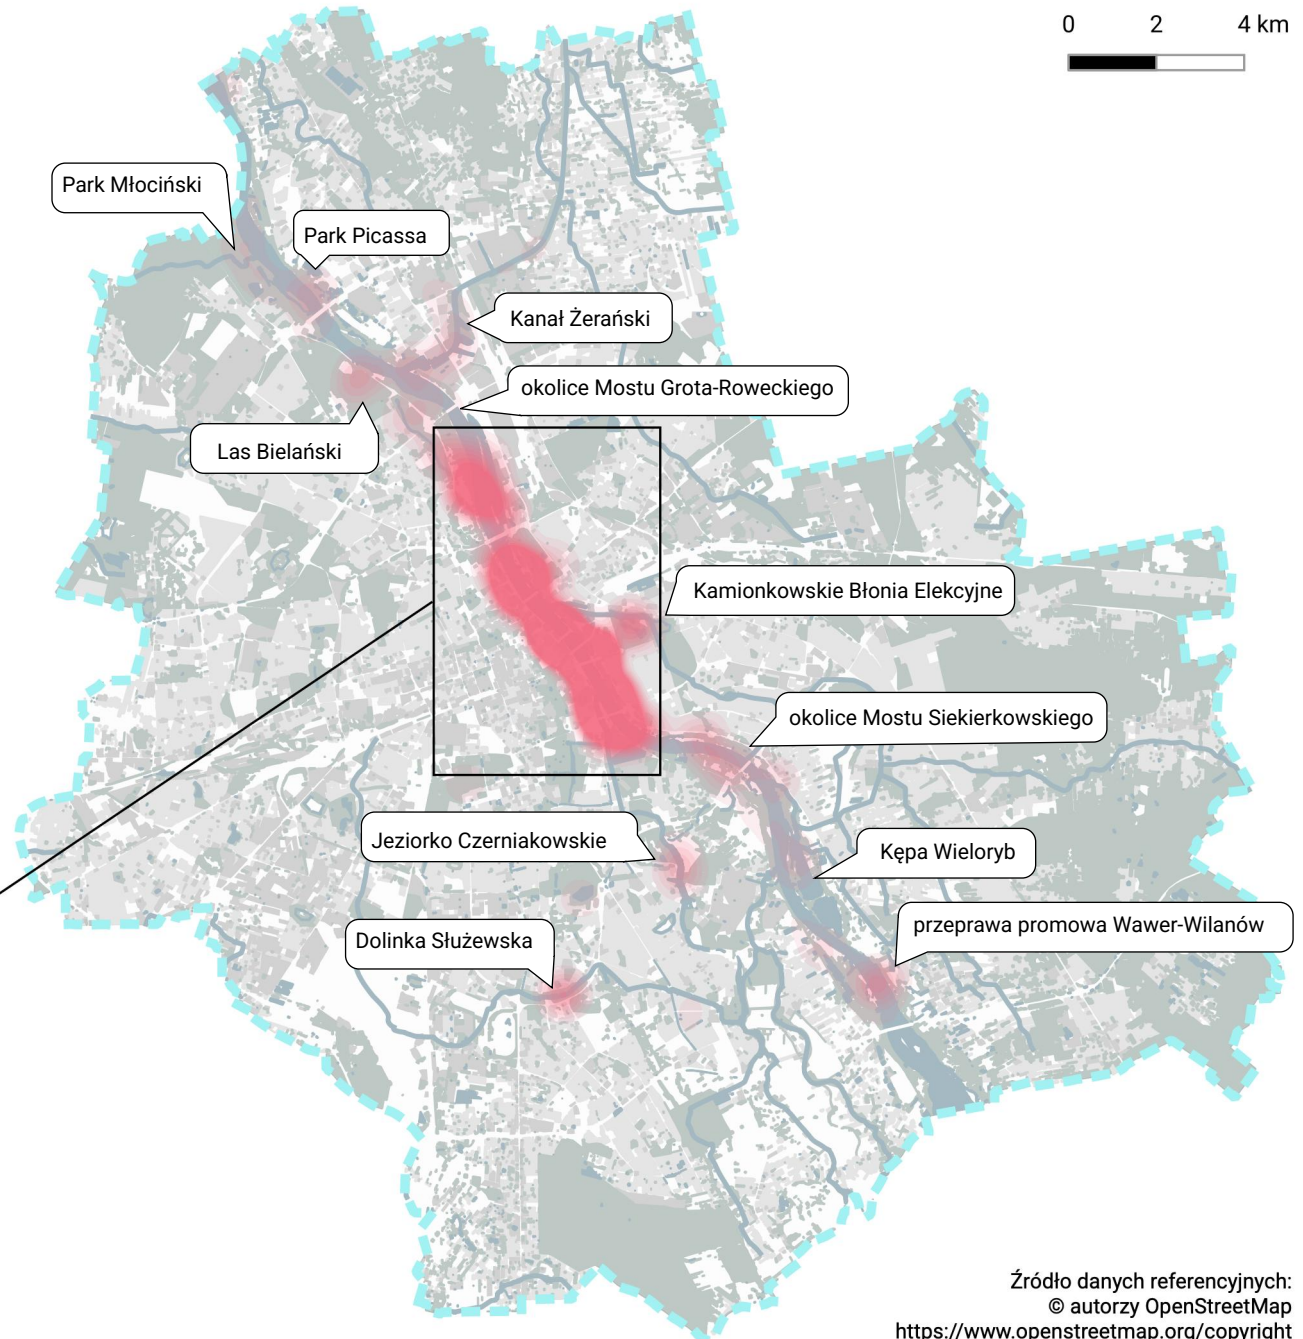 0 2 4 km
Park Młociński
Park Picassa
Kanał Żerański
okolice Mostu Grota-Roweckiego
Las Bielański
Kamionkowskie Błonia Elekcyjne
okolice Mostu Siekierkowskiego
Jeziorko Czerniakowskie
Kępa Wieloryb
przeprawa promowa Wawer-Wilanów
Dolinka Służewska
Źródło danych referencyjnych:
© autorzy OpenStreetMap
https://www.openstreetmap.org/copyright